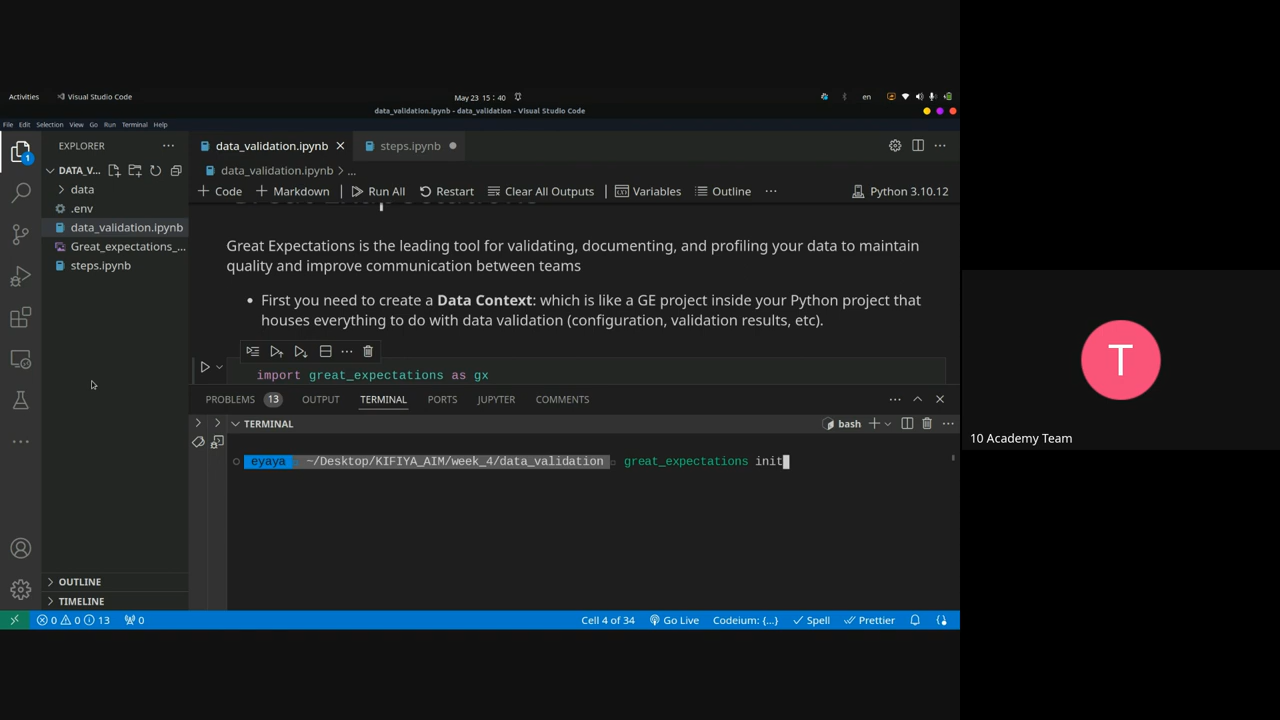 Activities
Visual Studio Code
May 23 15:40
en
data_validation.ipynb - data_validation - Visual Studio Code
File Edit Selection View Go Run Terminal Help
EXPLORER
data_validation.ipynb
steps.ipynb
1
DATA_V...
data_validation.ipynb > ...
data
Code
Markdown
Run All
Restart
Clear All Outputs
Variables
Outline
Python 3.10.12
.env
data_validation.ipynb
Great_expectations_...
steps.ipynb
Great Expectations is the leading tool for validating, documenting, and profiling your data to maintain
quality and improve communication between teams
• First you need to create a Data Context: which is like a GE project inside your Python project that
houses everything to do with data validation (configuration, validation results, etc).
import great_expectations as gx
PROBLEMS 13 OUTPUT TERMINAL PORTS JUPYTER COMMENTS
TERMINAL
bash
eyaya ~/Desktop/KIFIYA_AIM/week_4/data_validation great_expectations init
OUTLINE
TIMELINE
0 0 13 0
Cell 4 of 34
Go Live
Codeium: {...}
Spell
Prettier
T
10 Academy Team